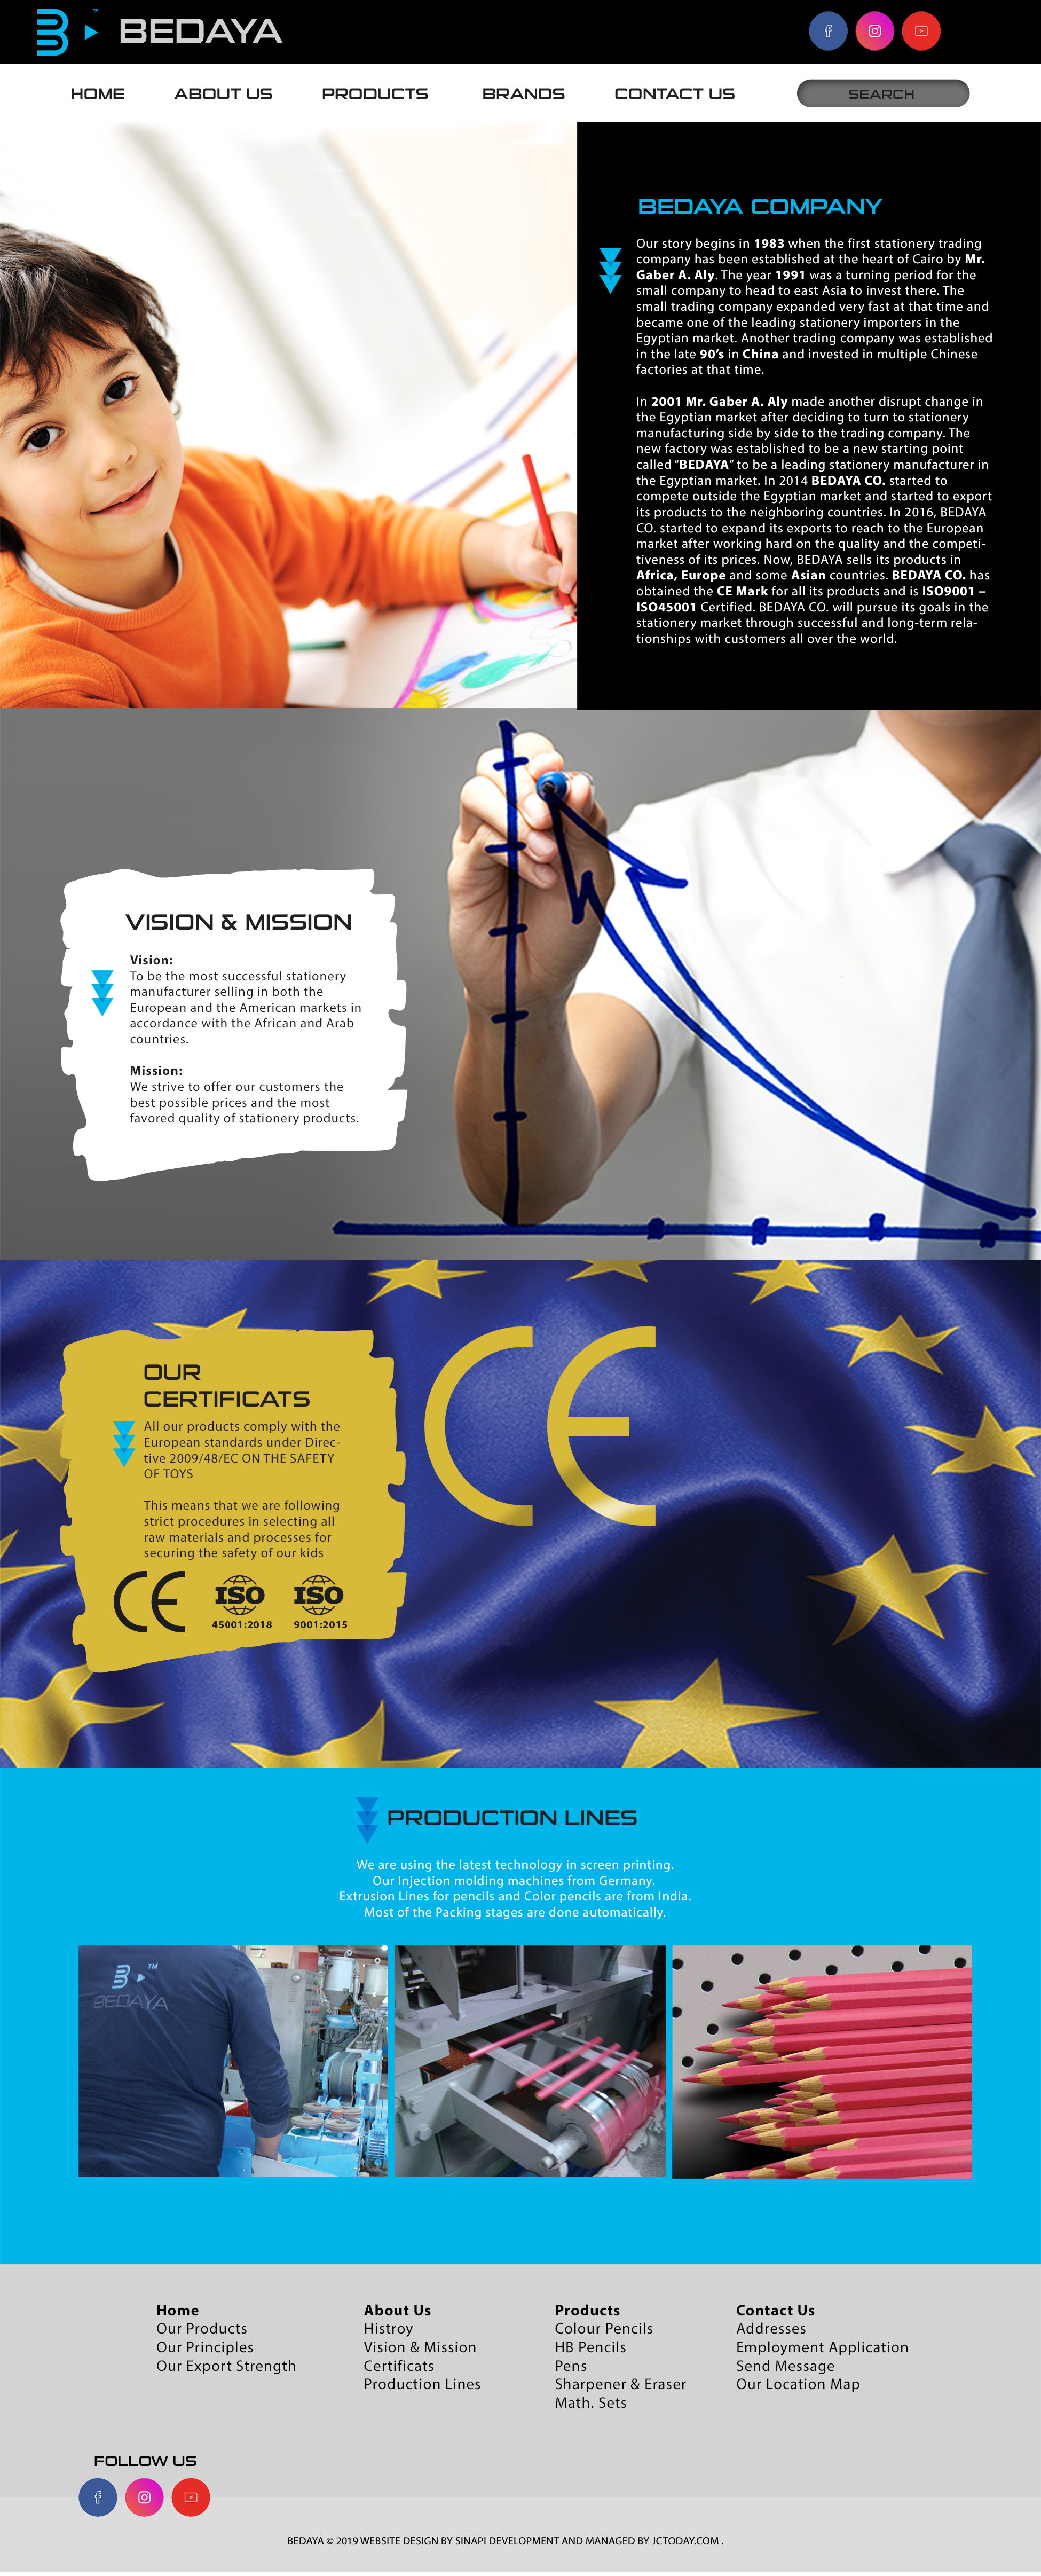 BEDAYA
™
HOME ABOUT US PRODUCTS BRANDS CONTACT US SEARCH
BEDAYA COMPANY
Our story begins in 1983 when the first stationery trading
company has been established at the heart of Cairo by Mr.
Gaber A. Aly. The year 1991 was a turning period for the
small company to head to east Asia to invest there. The
small trading company expanded very fast at that time and
became one of the leading stationery importers in the
Egyptian market. Another trading company was established
in the late 90’s in China and invested in multiple Chinese
factories at that time.
In 2001 Mr. Gaber A. Aly made another disrupt change in
the Egyptian market after deciding to turn to stationery
manufacturing side by side to the trading company. The
new factory was established to be a new starting point
called “BEDAYA” to be a leading stationery manufacturer in
the Egyptian market. In 2014 BEDAYA CO. started to
compete outside the Egyptian market and started to export
its products to the neighboring countries. In 2016, BEDAYA
CO. started to expand its exports to reach to the European
market after working hard on the quality and the competi-
tiveness of its prices. Now, BEDAYA sells its products in
Africa, Europe and some Asian countries. BEDAYA CO. has
obtained the CE Mark for all its products and is ISO9001 –
ISO45001 Certified. BEDAYA CO. will pursue its goals in the
stationery market through successful and long-term rela-
tionships with customers all over the world.
VISION & MISSION
Vision:
To be the most successful stationery
manufacturer selling in both the
European and the American markets in
accordance with the African and Arab
countries.
Mission:
We strive to offer our customers the
best possible prices and the most
favored quality of stationery products.
OUR
CERTIFICATS
All our products comply with the
European standards under Direc-
tive 2009/48/EC ON THE SAFETY
OF TOYS
This means that we are following
strict procedures in selecting all
raw materials and processes for
securing the safety of our kids
CE ISO ISO
45001:2018 9001:2015
CE
PRODUCTION LINES
We are using the latest technology in screen printing.
Our Injection molding machines from Germany.
Extrusion Lines for pencils and Color pencils are from India.
Most of the Packing stages are done automatically.
™
BEDAYA
Home
Our Products
Our Principles
Our Export Strength
About Us
Histroy
Vision & Mission
Certificats
Production Lines
Products
Colour Pencils
HB Pencils
Pens
Sharpener & Eraser
Math. Sets
Contact Us
Addresses
Employment Application
Send Message
Our Location Map
FOLLOW US
BEDAYA © 2019 WEBSITE DESIGN BY SINAPI DEVELOPMENT AND MANAGED BY JCTODAY.COM .